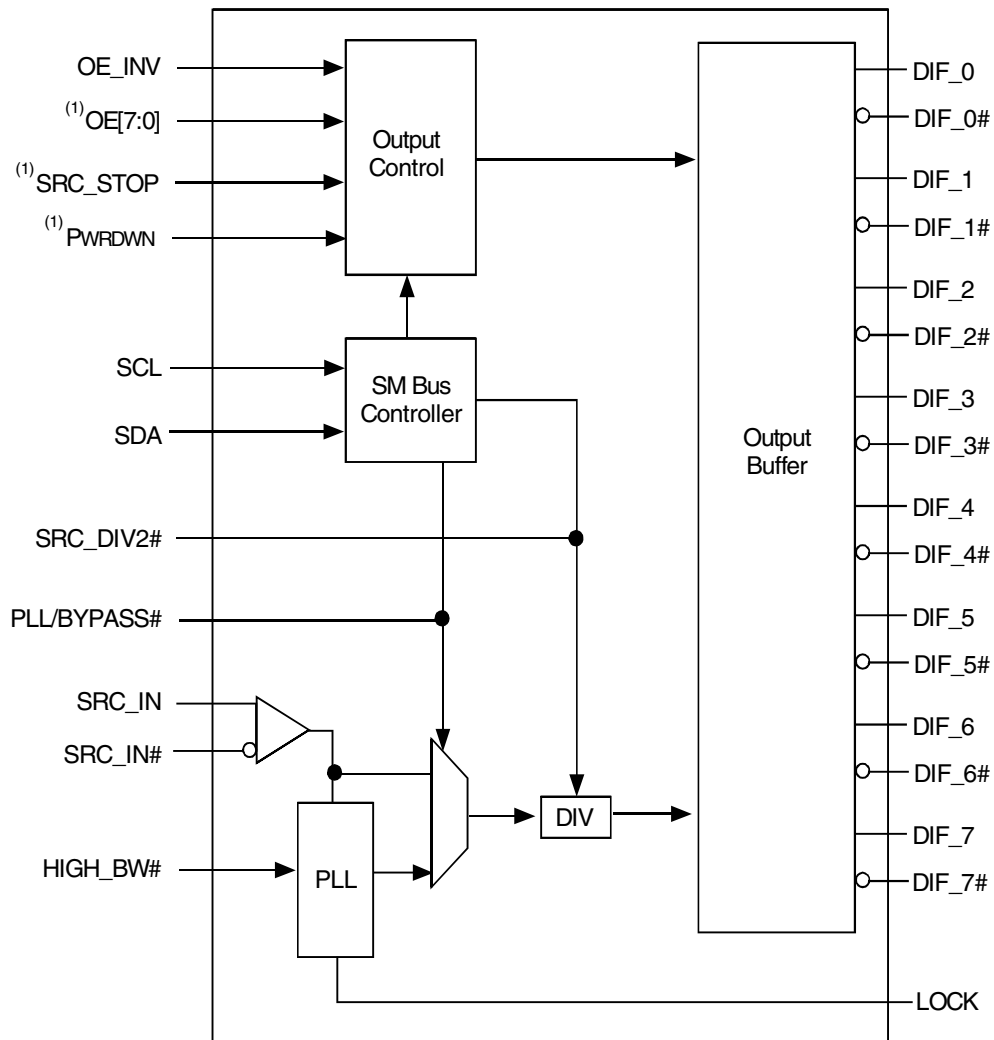 OE_INV
(1)OE[7:0]
(1)SRC_STOP
(1)PWRDWN
SCL
SDA
SRC_DIV2#
PLL/BYPASS#
SRC_IN
SRC_IN#
HIGH_BW#
Output
Control
SM Bus
Controller
PLL
DIV
Output
Buffer
DIF_0
DIF_0#
DIF_1
DIF_1#
DIF_2
DIF_2#
DIF_3
DIF_3#
DIF_4
DIF_4#
DIF_5
DIF_5#
DIF_6
DIF_6#
DIF_7
DIF_7#
LOCK